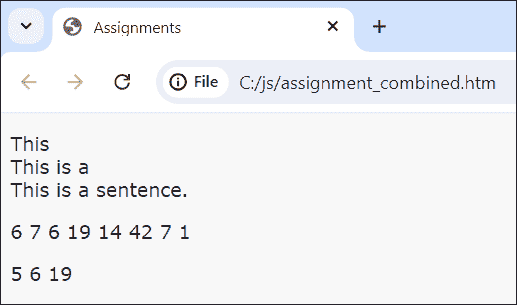 Assignments
File C:/js/assignment_combined.htm
This
This is a
This is a sentence.
6 7 6 19 14 42 7 1
5 6 19